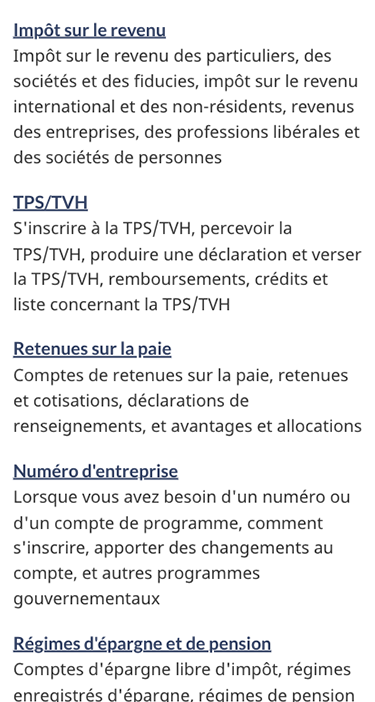 Impôt sur le revenu
Impôt sur le revenu des particuliers, des
sociétés et des fiducies, impôt sur le revenu
international et des non-résidents, revenus
des entreprises, des professions libérales et
des sociétés de personnes
TPS/TVH
S'inscrire à la TPS/TVH, percevoir la
TPS/TVH, produire une déclaration et verser
la TPS/TVH, remboursements, crédits et
liste concernant la TPS/TVH
Retenues sur la paie
Comptes de retenues sur la paie, retenues
et cotisations, déclarations de
renseignements, et avantages et allocations
Numéro d'entreprise
Lorsque vous avez besoin d'un numéro ou
d'un compte de programme, comment
s'inscrire, apporter des changements au
compte, et autres programmes
gouvernementaux
Régimes d'épargne et de pension
Comptes d'épargne libre d'impôt, régimes
enregistrés d'épargne, régimes de pension